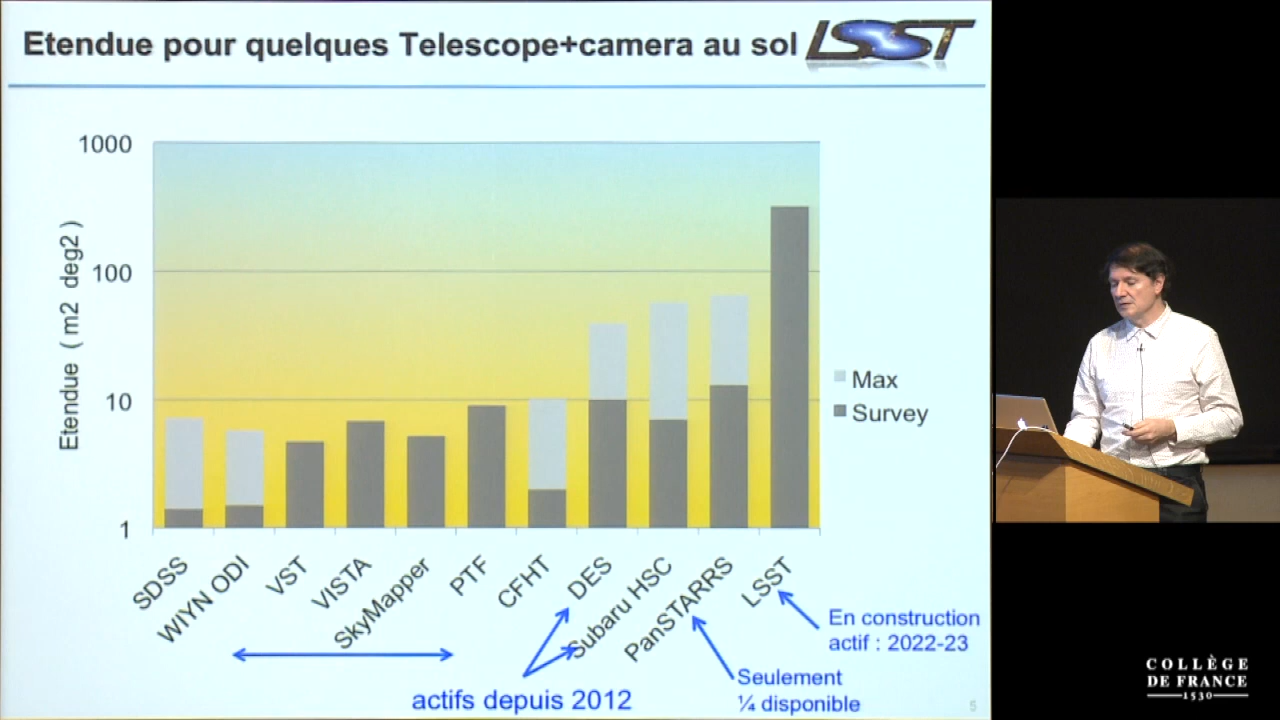 Etendue pour quelques Telescope+camera au sol LSST
1000
100
10
1
Etendue ( m2 deg2 )
Max
Survey
SDSS
WIYN ODI
VST
VISTA
SkyMapper
PTF
CFHT
DES
Subaru HSC
PanSTARRS
LSST
En construction
actif : 2022-23
Seulement
¼ disponible
actifs depuis 2012
5
COLLÈGE
DE FRANCE
1530